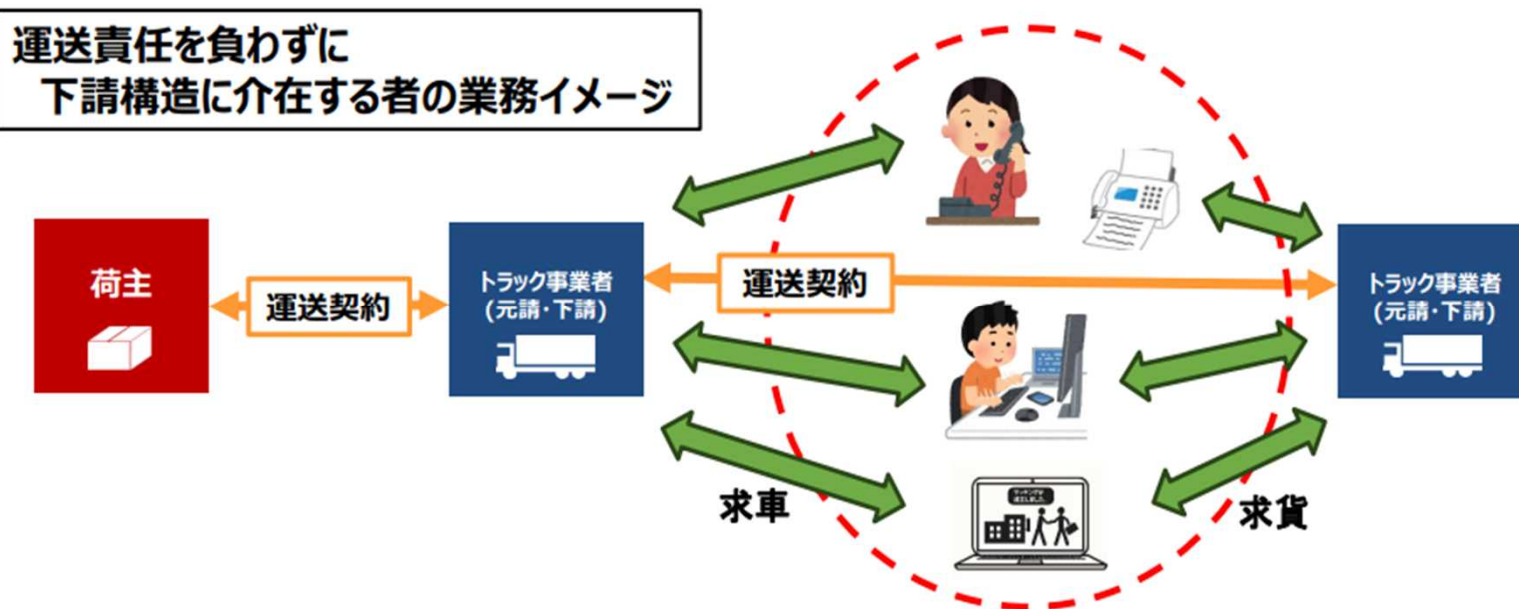 運送責任を負わずに
下請構造に介在する者の業務イメージ
荷主
運送契約
トラック事業者
(元請・下請)
運送契約
トラック事業者
(元請・下請)
求車
求貨